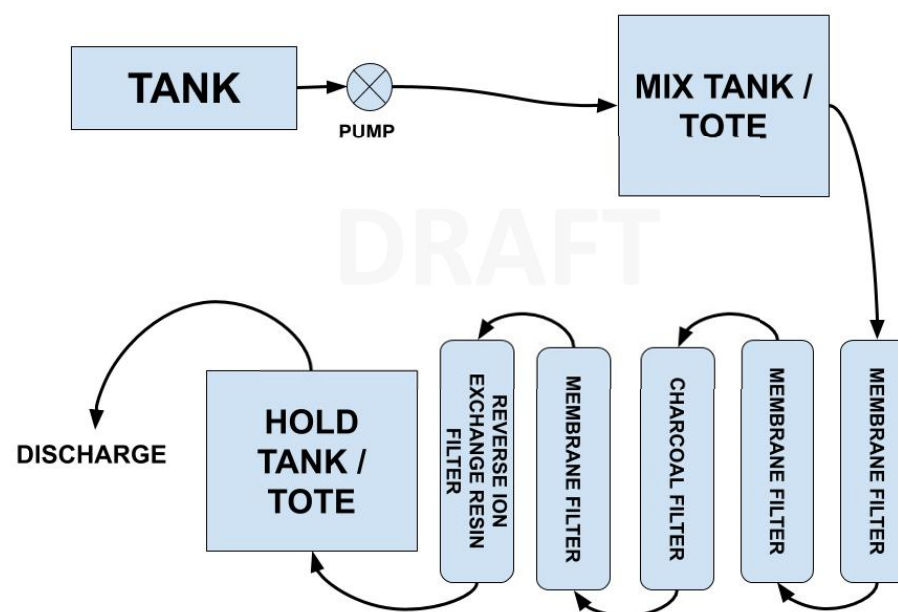 TANK
PUMP
MIX TANK /
TOTE
DRAFT
MEMBRANE FILTER
MEMBRANE FILTER
CHARCOAL FILTER
MEMBRANE FILTER
REVERSE ION
EXCHANGE RESIN
FILTER
HOLD
TANK /
TOTE
DISCHARGE